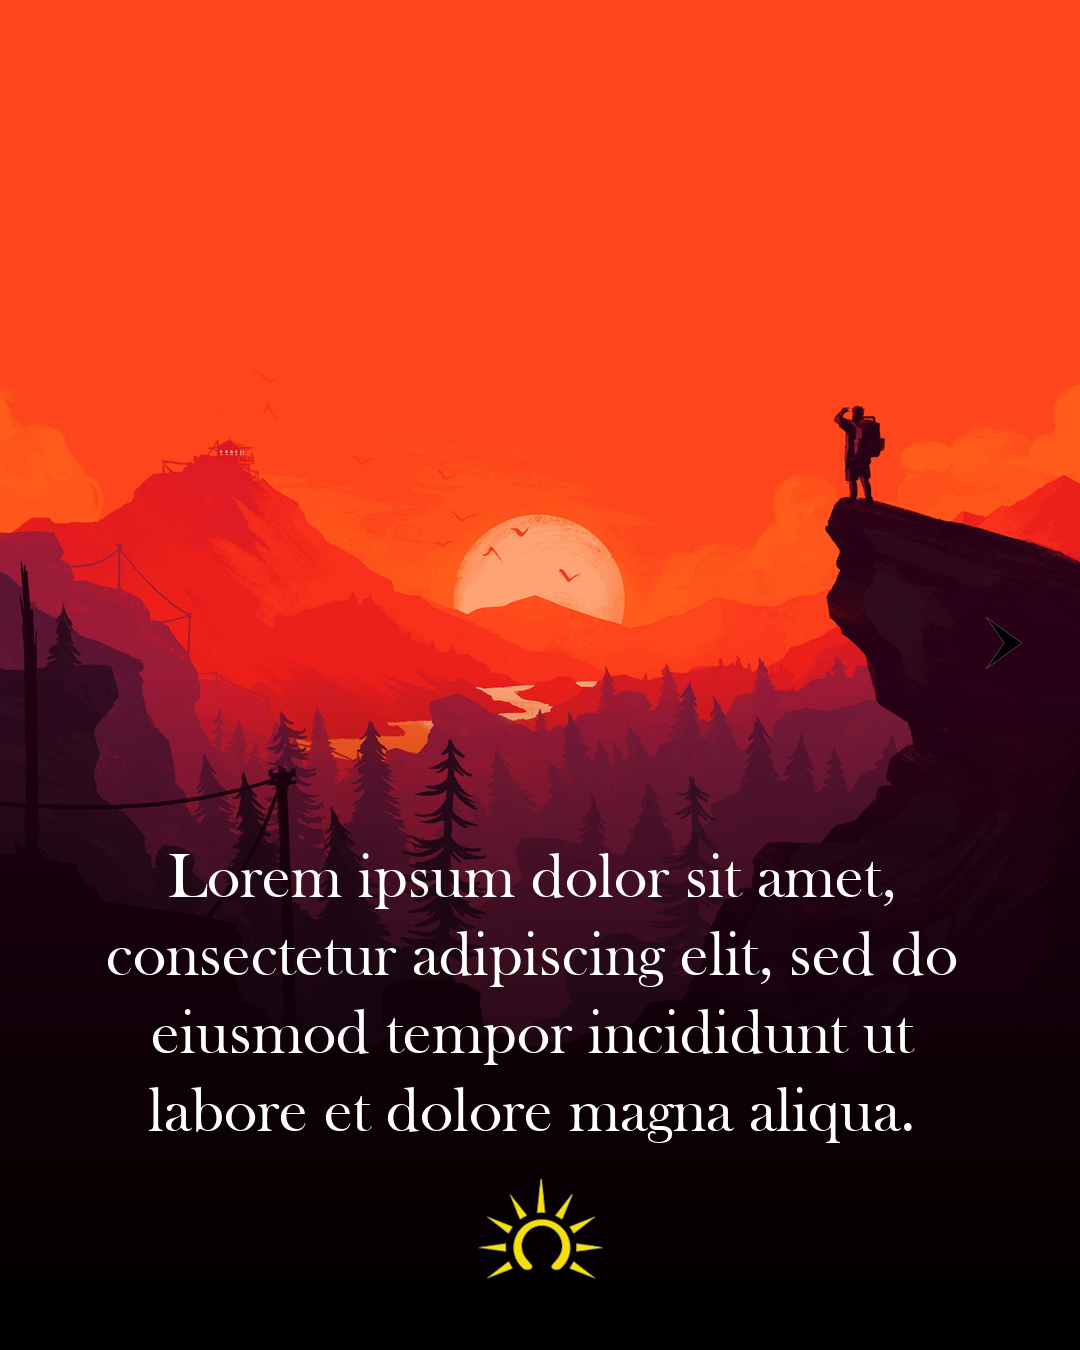 Lorem ipsum dolor sit amet,
consectetur adipiscing elit, sed do
eiusmod tempor incididunt ut
labore et dolore magna aliqua.